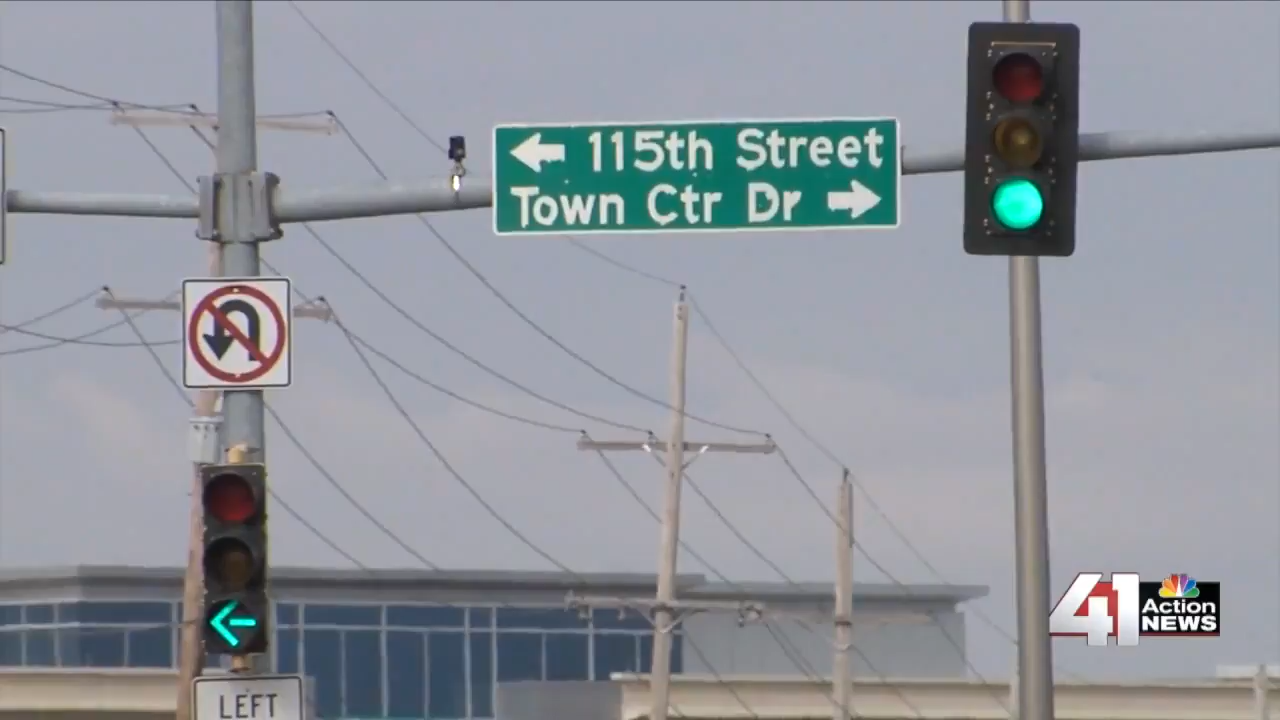 ← 115th Street
Town Ctr Dr →
LEFT
41
Action
NEWS